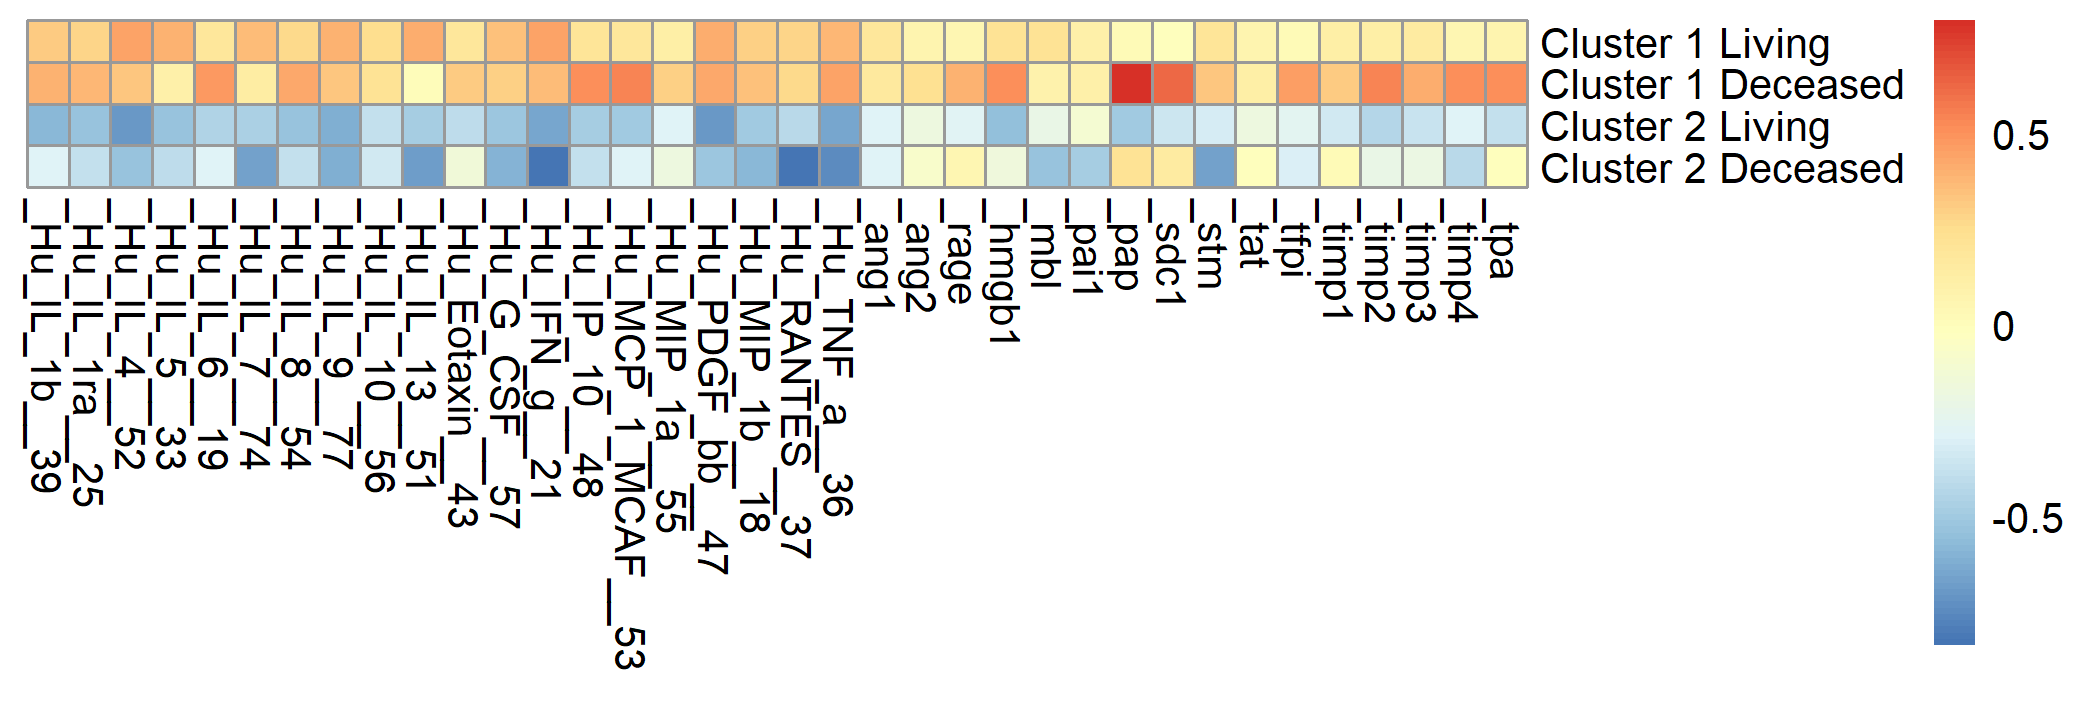 Cluster 1 Living
Cluster 1 Deceased
Cluster 2 Living
Cluster 2 Deceased
0.5
0
-0.5
_Hu_IL_1b__39
_Hu_IL_1ra__25
_Hu_IL_4__52
_Hu_IL_5__33
_Hu_IL_6__19
_Hu_IL_7__74
_Hu_IL_8__54
_Hu_IL_9__77
_Hu_IL_10__56
_Hu_IL_13__51
_Hu_Eotaxin__43
_Hu_G_CSF__57
_Hu_IFN_g__21
_Hu_IP_10__48
_Hu_MCP_1_MCAF__53
_Hu_MIP_1a__55
_Hu_PDGF_bb__47
_Hu_MIP_1b__18
_Hu_RANTES__37
_Hu_TNF_a__36
_ang1
_ang2
_rage
_hmgb1
_mbl
_pai1
_pap
_sdc1
_stm
_tat
_tfpi
_timp1
_timp2
_timp3
_timp4
_tpa